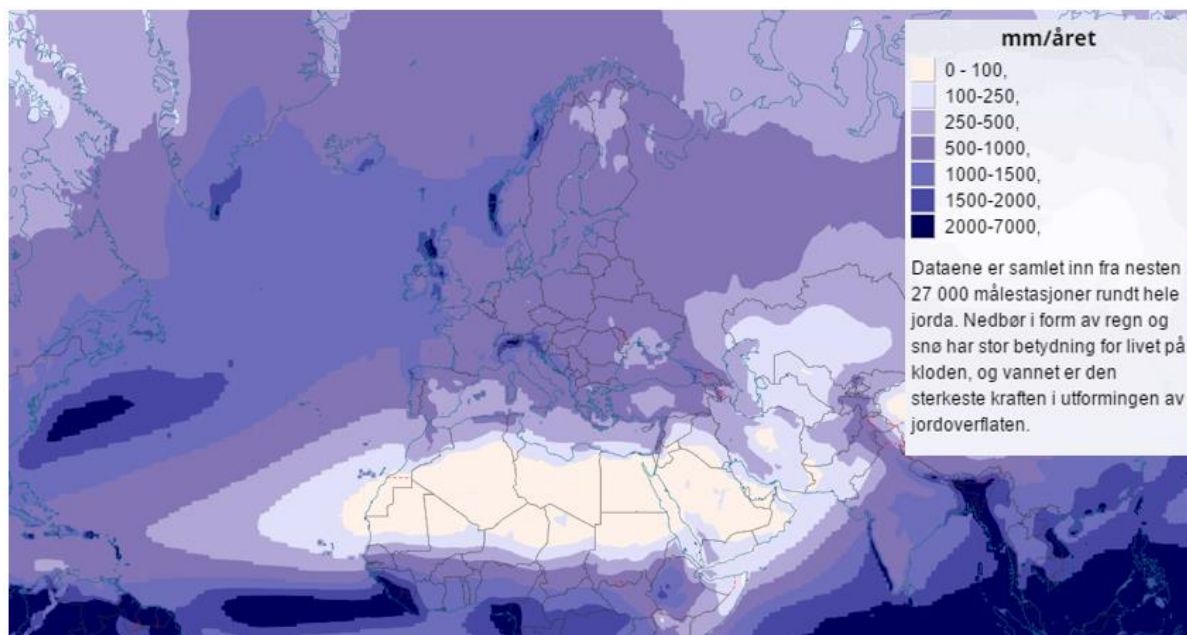 mm/året
0 - 100,
100-250,
250-500,
500-1000,
1000-1500,
1500-2000,
2000-7000,
Dataene er samlet inn fra nesten
27 000 målestasjoner rundt hele
jorda. Nedbør i form av regn og
snø har stor betydning for livet på
kloden, og vannet er den
sterkeste kraften i utformingen av
jordoverflaten.